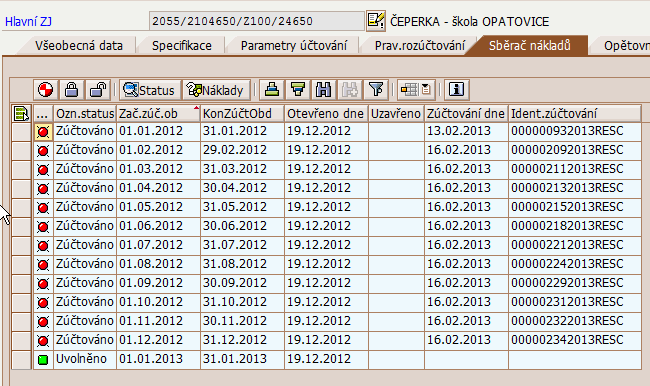 Hlavní ZJ 2055/2104650/Z100/24650 ČEPERKA - škola OPATOVICE
Všeobecná data Specifikace Parametry účtování Prav.rozúčtování Sběrač nákladů Opětovn
Status Náklady
... Ozn.status Zač.zúč.ob KonZúčtObd Otevřeno dne Uzavřeno Zúčtování dne Ident.zúčtování
Zúčtováno 01.01.2012 31.01.2012 19.12.2012 13.02.2013 000000932013RESC
Zúčtováno 01.02.2012 29.02.2012 19.12.2012 16.02.2013 000002092013RESC
Zúčtováno 01.03.2012 31.03.2012 19.12.2012 16.02.2013 000002112013RESC
Zúčtováno 01.04.2012 30.04.2012 19.12.2012 16.02.2013 000002132013RESC
Zúčtováno 01.05.2012 31.05.2012 19.12.2012 16.02.2013 000002152013RESC
Zúčtováno 01.06.2012 30.06.2012 19.12.2012 16.02.2013 000002182013RESC
Zúčtováno 01.07.2012 31.07.2012 19.12.2012 16.02.2013 000002212013RESC
Zúčtováno 01.08.2012 31.08.2012 19.12.2012 16.02.2013 000002242013RESC
Zúčtováno 01.09.2012 30.09.2012 19.12.2012 16.02.2013 000002292013RESC
Zúčtováno 01.10.2012 31.10.2012 19.12.2012 16.02.2013 000002312013RESC
Zúčtováno 01.11.2012 30.11.2012 19.12.2012 16.02.2013 000002322013RESC
Zúčtováno 01.12.2012 31.12.2012 19.12.2012 16.02.2013 000002342013RESC
Uvolněno 01.01.2013 31.01.2013 19.12.2012